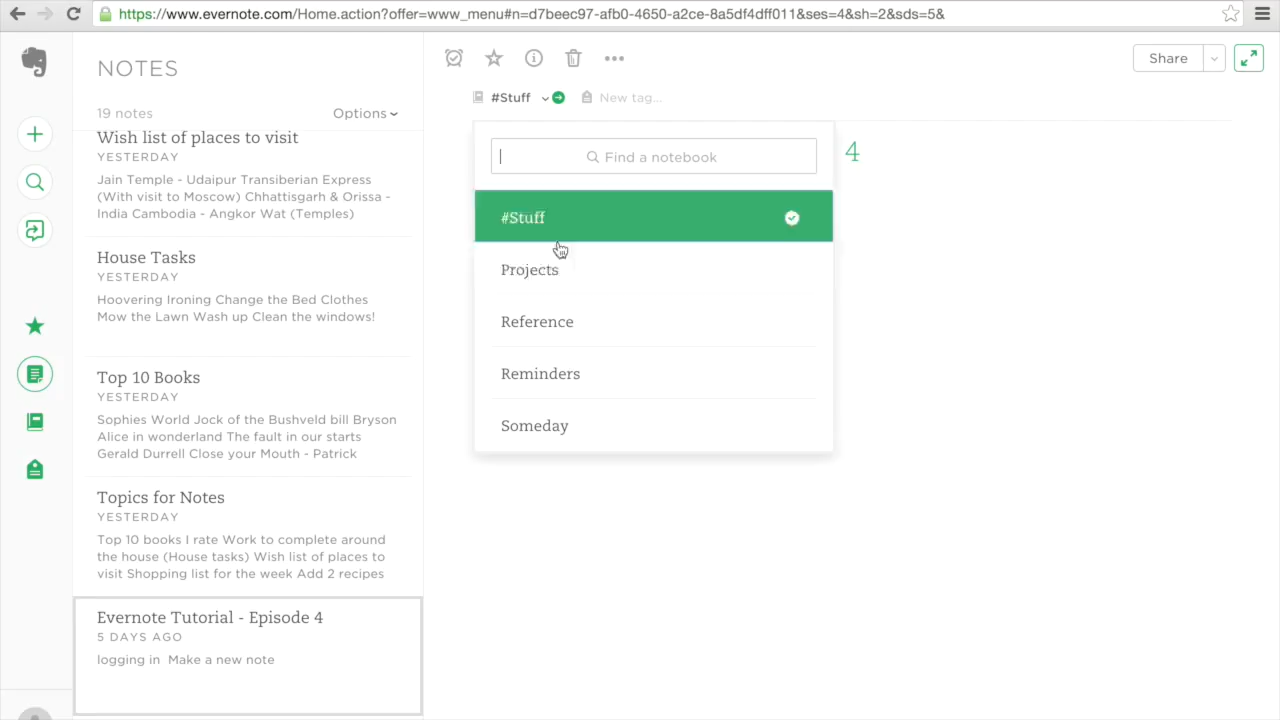 https://www.evernote.com/Home.action?offer=www_menu#n=d7beec97-afb0-4650-a2ce-8a5df4dff011&ses=4&sh=2&sds=5&
NOTES
19 notes
Options
Wish list of places to visit
YESTERDAY
Jain Temple - Udaipur Transiberian Express
(With visit to Moscow) Chhattisgarh & Orissa -
India Cambodia - Angkor Wat (Temples)
House Tasks
YESTERDAY
Hoovering Ironing Change the Bed Clothes
Mow the Lawn Wash up Clean the windows!
Top 10 Books
YESTERDAY
Sophies World Jock of the Bushveld bill Bryson
Alice in wonderland The fault in our starts
Gerald Durrell Close your Mouth - Patrick
Topics for Notes
YESTERDAY
Top 10 books I rate Work to complete around
the house (House tasks) Wish list of places to
visit Shopping list for the week Add 2 recipes
Evernote Tutorial - Episode 4
5 DAYS AGO
logging in Make a new note
Share
#Stuff
New tag...
Find a notebook
4
#Stuff
Projects
Reference
Reminders
Someday